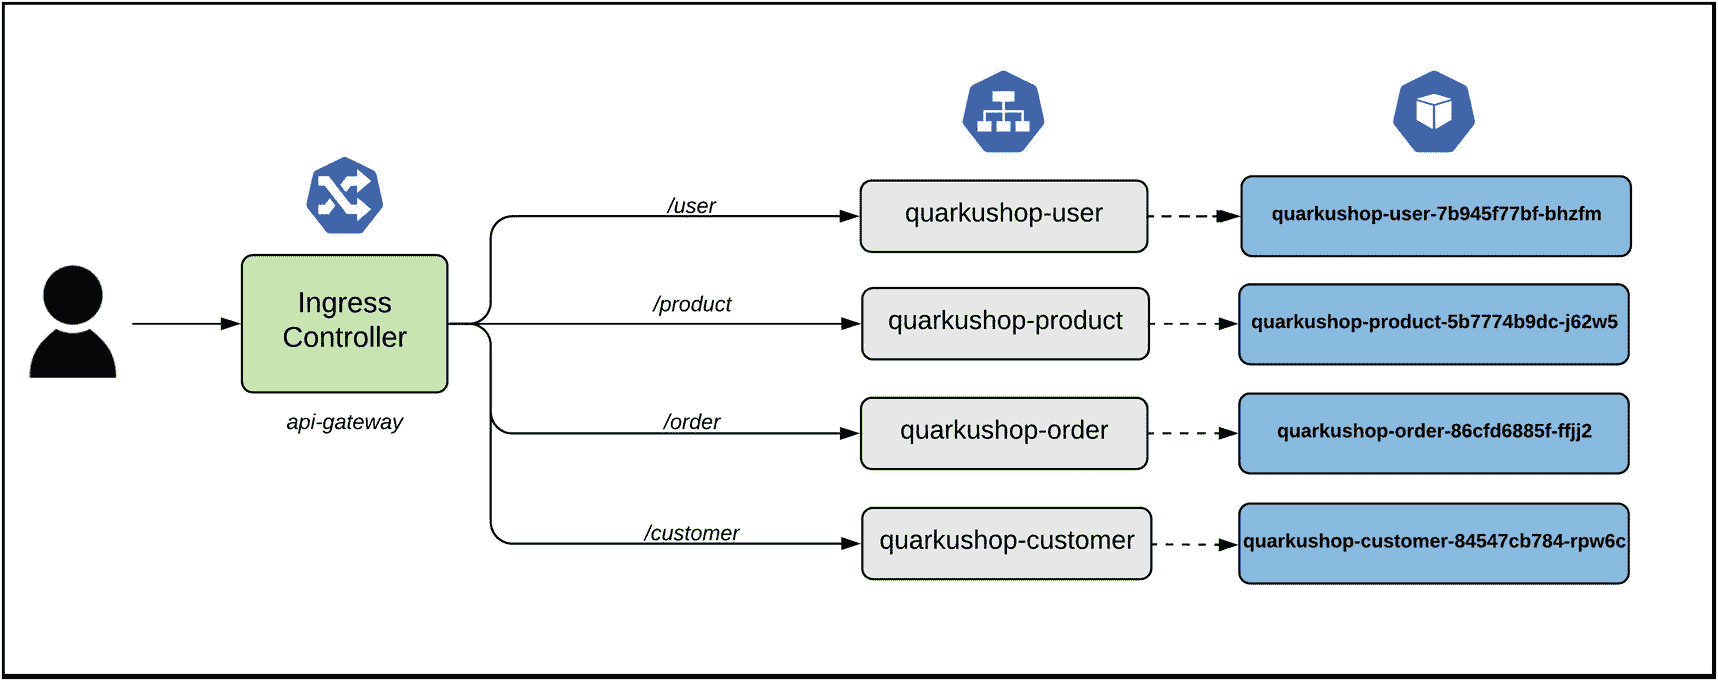 /user
quarkushop-user
quarkushop-user-7b945f77bf-bhzfm
Ingress
Controller
api-gateway
/product
quarkushop-product
quarkushop-product-5b7774b9dc-j62w5
/order
quarkushop-order
quarkushop-order-86cfd6885f-ffjj2
/customer
quarkushop-customer
quarkushop-customer-84547cb784-rpw6c